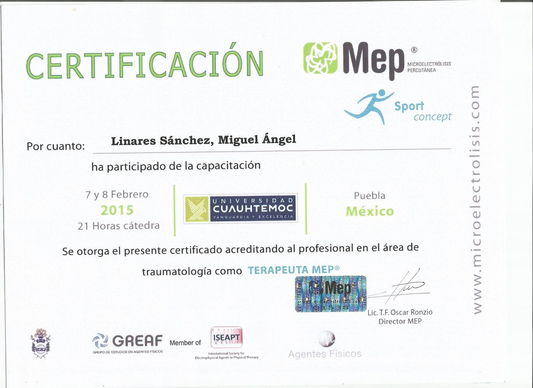 CERTIFICACIÓN
Mep®
MICROELECTRÓLISIS
PERCUTÁNEA
Sport
concept
Por cuanto: Linares Sánchez, Miguel Ángel
ha participado de la capacitación
7 y 8 Febrero
2015
21 Horas cátedra
UNIVERSIDAD
CUAUHTEMOC
VANGUARDIA Y EXCELENCIA
Puebla
México
Se otorga el presente certificado acreditando al profesional en el área de
traumatología como TERAPEUTA MEP®
Mep
Lic. T.F. Oscar Ronzio
Director MEP
GREAF
GRUPO DE ESTUDIOS EN AGENTES FÍSICOS
Member of
ISEAPT
International Society for
Electrophysical Agents in Physical Therapy
Agentes Físicos
www.microelectrolisis.com